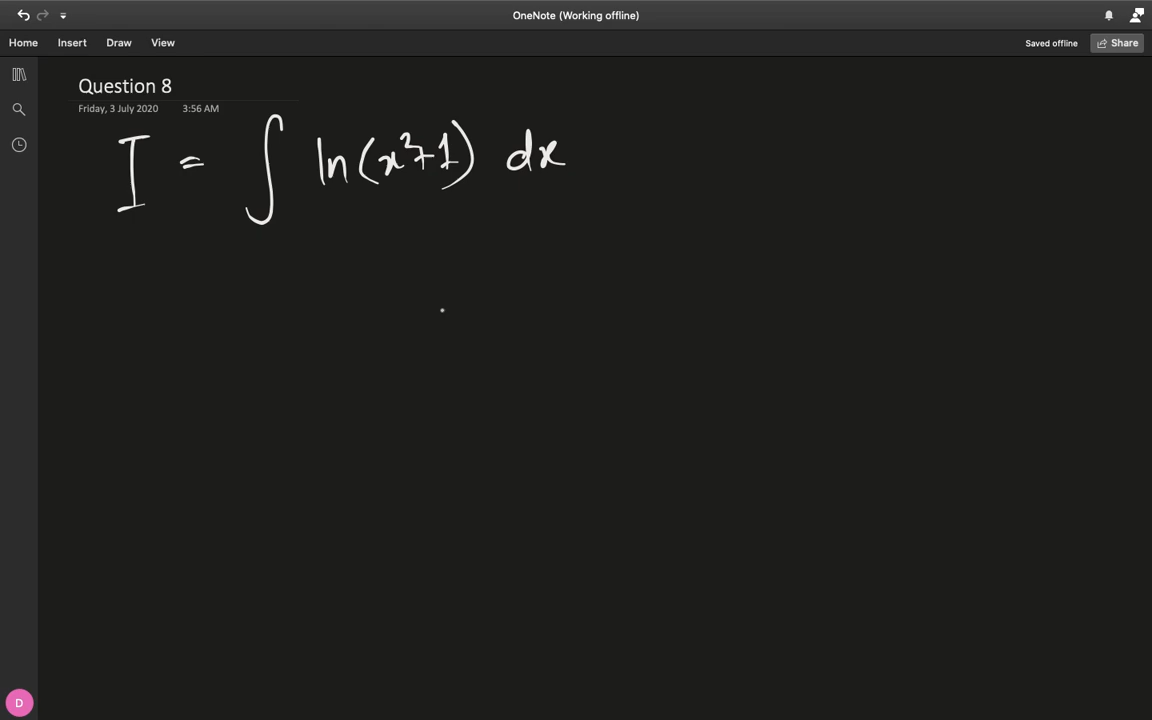 OneNote (Working offline)
Home Insert Draw View
Saved offline Share
Question 8
Friday, 3 July 2020 3:56 AM
I = ∫ ln(x²+1) dx
D